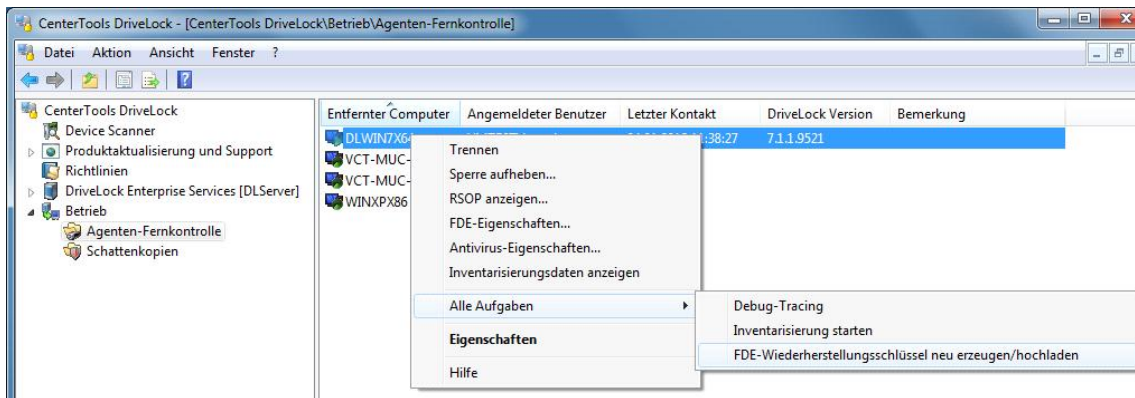 CenterTools DriveLock - [CenterTools DriveLock\Betrieb\Agenten-Fernkontrolle]
Datei Aktion Ansicht Fenster ?
CenterTools DriveLock
Device Scanner
Produktaktualisierung und Support
Richtlinien
DriveLock Enterprise Services [DLServer]
Betrieb
Agenten-Fernkontrolle
Schattenkopien
Entfernter Computer Angemeldeter Benutzer Letzter Kontakt DriveLock Version Bemerkung
DLWIN7X64 :38:27 7.1.1.9521
VCT-MUC-
VCT-MUC-
WINXPX86
Trennen
Sperre aufheben...
RSOP anzeigen...
FDE-Eigenschaften...
Antivirus-Eigenschaften...
Inventarisierungsdaten anzeigen
Alle Aufgaben
Eigenschaften
Hilfe
Debug-Tracing
Inventarisierung starten
FDE-Wiederherstellungsschlüssel neu erzeugen/hochladen